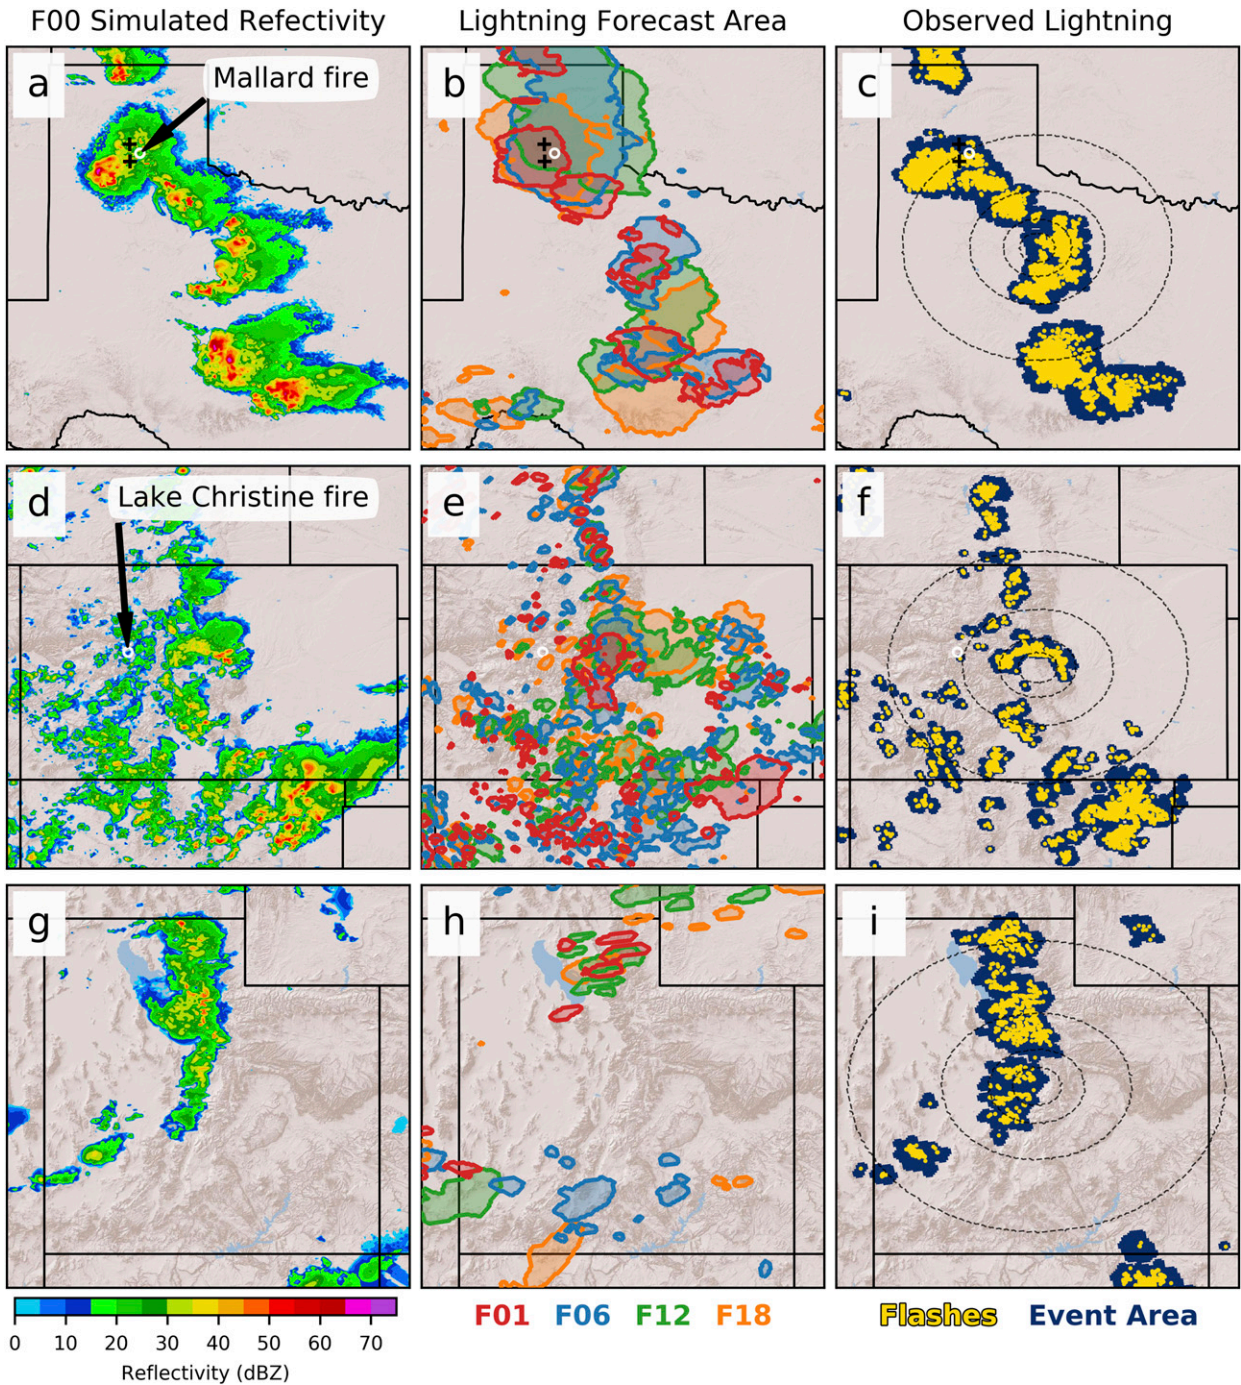 F00 Simulated Refectivity
Lightning Forecast Area
Observed Lightning
a
Mallard fire
b
c
d
Lake Christine fire
e
f
g
h
i
0 10 20 30 40 50 60 70
Reflectivity (dBZ)
F01 F06 F12 F18
Flashes Event Area